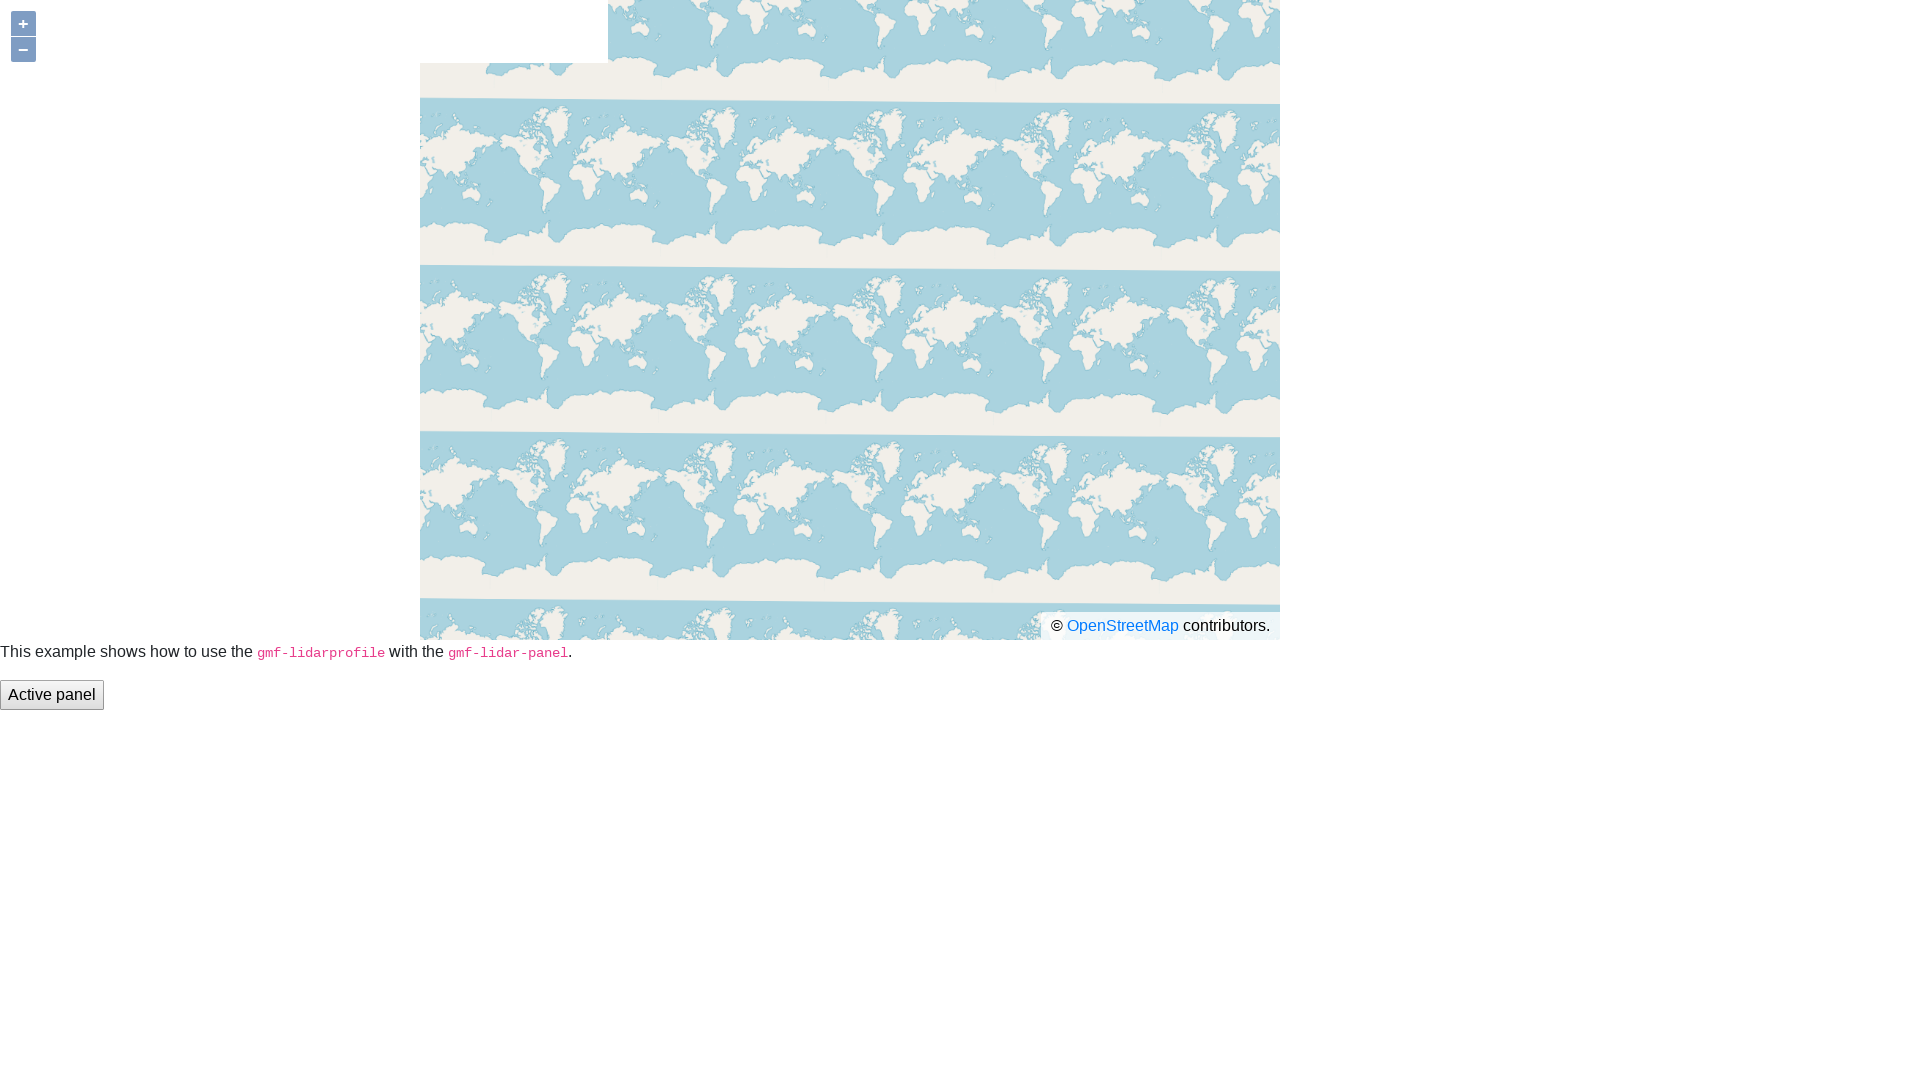 +
−
© OpenStreetMap contributors.
This example shows how to use the gmf-lidarprofile with the gmf-lidar-panel.
Active panel